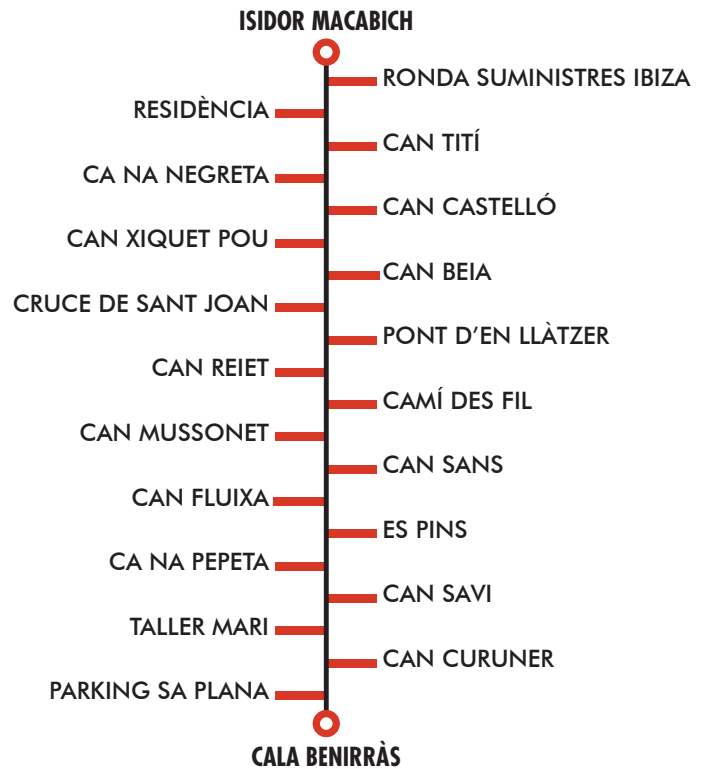 ISIDOR MACABICH
RONDA SUMINISTRES IBIZA
RESIDÈNCIA
CAN TITÍ
CA NA NEGRETA
CAN CASTELLÓ
CAN XIQUET POU
CAN BEIA
CRUCE DE SANT JOAN
PONT D’EN LLÀTZER
CAN REIET
CAMÍ DES FIL
CAN MUSSONET
CAN SANS
CAN FLUIXA
ES PINS
CA NA PEPETA
CAN SAVI
TALLER MARI
CAN CURUNER
PARKING SA PLANA
CALA BENIRRÀS